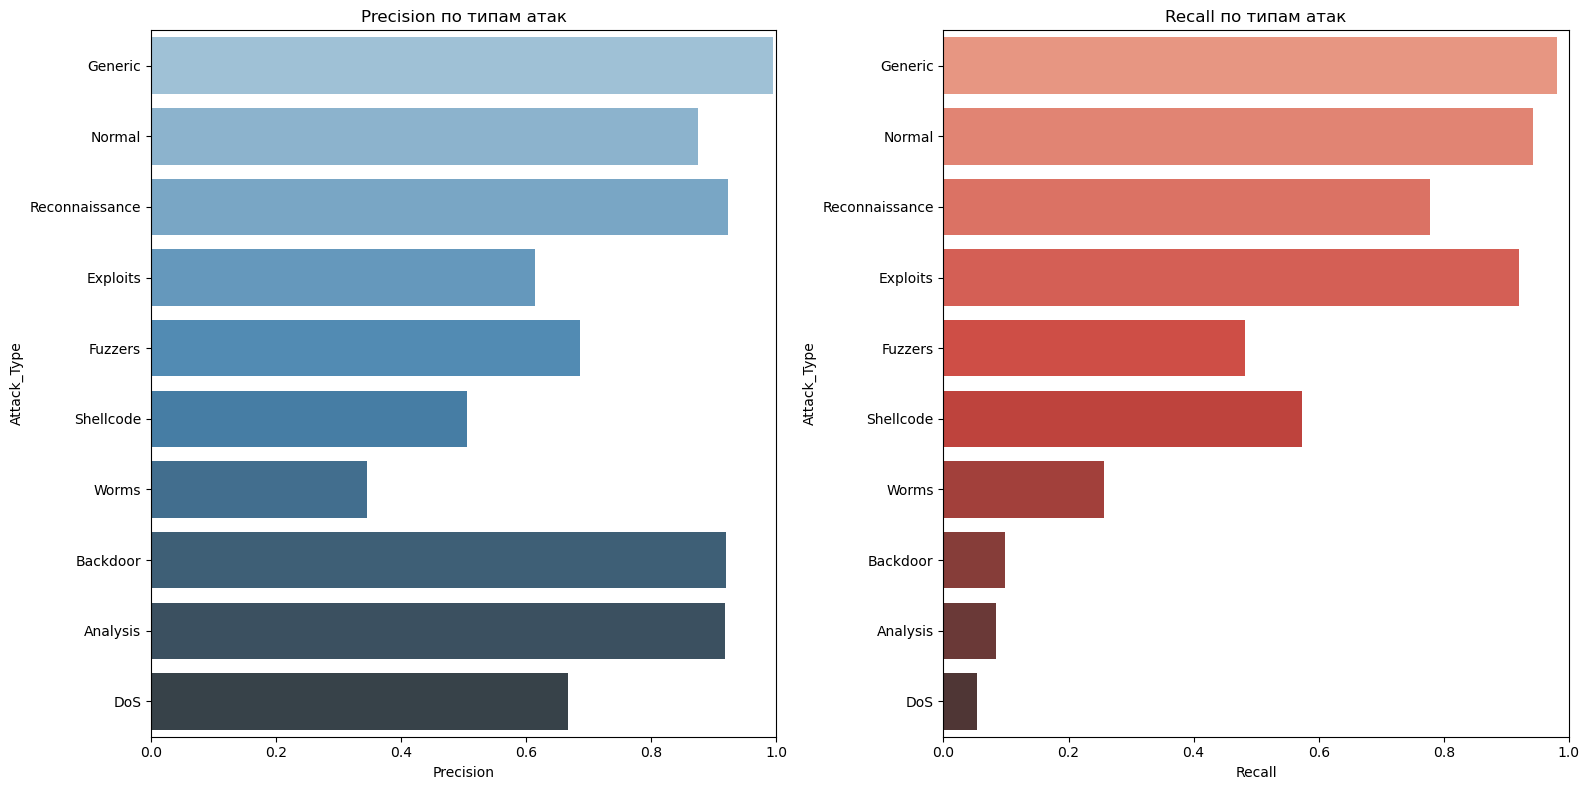 Precision по типам атак
Attack_Type
Generic
Normal
Reconnaissance
Exploits
Fuzzers
Shellcode
Worms
Backdoor
Analysis
DoS
0.0 0.2 0.4 0.6 0.8 1.0
Precision
Recall по типам атак
Attack_Type
Generic
Normal
Reconnaissance
Exploits
Fuzzers
Shellcode
Worms
Backdoor
Analysis
DoS
0.0 0.2 0.4 0.6 0.8 1.0
Recall